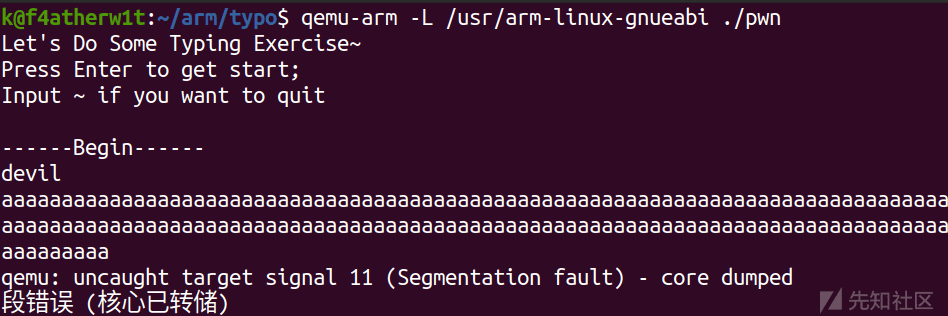 k@f4atherw1t:~/arm/typo$ qemu-arm -L /usr/arm-linux-gnueabi ./pwn
Let's Do Some Typing Exercise~
Press Enter to get start;
Input ~ if you want to quit
------Begin------
devil
aaaaaaaaaaaaaaaaaaaaaaaaaaaaaaaaaaaaaaaaaaaaaaaaaaaaaaaaaaaaaaaaaaaaaaaaaaaaaaa
aaaaaaaaaaaaaaaaaaaaaaaaaaaaaaaaaaaaaaaaaaaaaaaaaaaaaaaaaaaaaaaaaaaaaaaaaaaaaaa
aaaaaaaaa
qemu: uncaught target signal 11 (Segmentation fault) - core dumped
段错误 (核心已转储)
先知社区